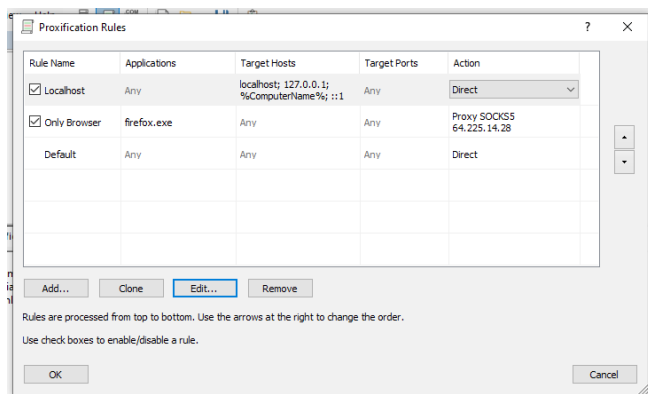 Proxification Rules ? ×
Rule Name Applications Target Hosts Target Ports Action
Localhost Any localhost; 127.0.0.1; Any Direct
%ComputerName%; ::1
Only Browser firefox.exe Any Any Proxy SOCKS5
64.225.14.28
Default Any Any Any Direct
Add... Clone Edit... Remove
Rules are processed from top to bottom. Use the arrows at the right to change the order.
Use check boxes to enable/disable a rule.
OK Cancel